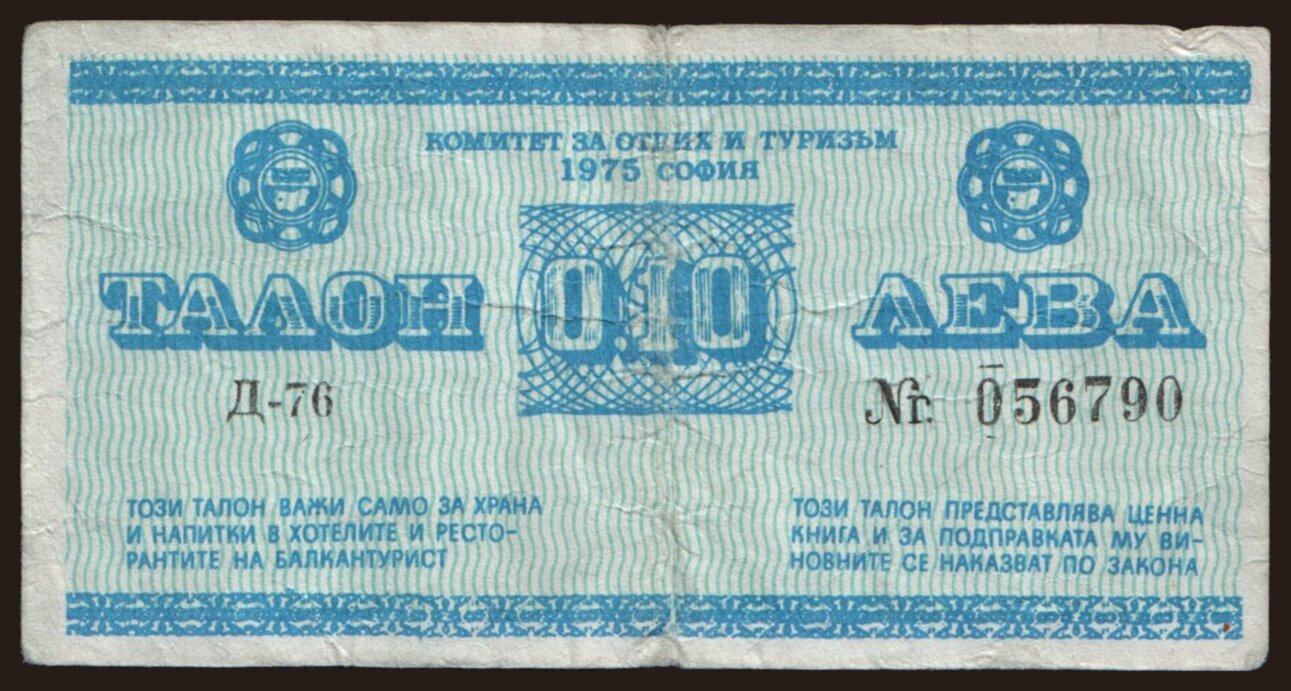 КОМИТЕТ ЗА ОТДИХ И ТУРИЗЪМ
1975 СОФИЯ
ТАЛОН 0.10 ЛЕВА
Д-76
Nr. 056790
ТОЗИ ТАЛОН ВАЖИ САМО ЗА ХРАНА
И НАПИТКИ В ХОТЕЛИТЕ И РЕСТО-
РАНТИТЕ НА БАЛКАНТУРИСТ
ТОЗИ ТАЛОН ПРЕДСТАВЛЯВА ЦЕННА
КНИГА И ЗА ПОДПРАВКАТА МУ ВИ-
НОВНИТЕ СЕ НАКАЗВАТ ПО ЗАКОНА